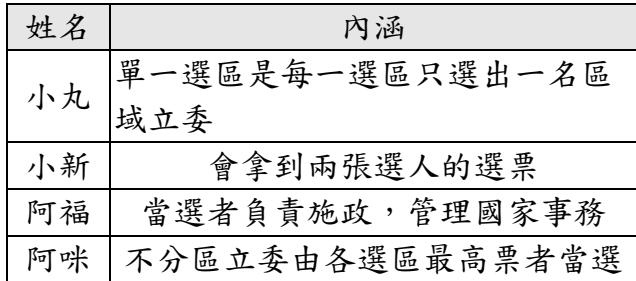 姓名 內涵
小丸 單一選區是每一選區只選出一名區
域立委
小新 會拿到兩張選人的選票
阿福 當選者負責施政，管理國家事務
阿咪 不分區立委由各選區最高票者當選